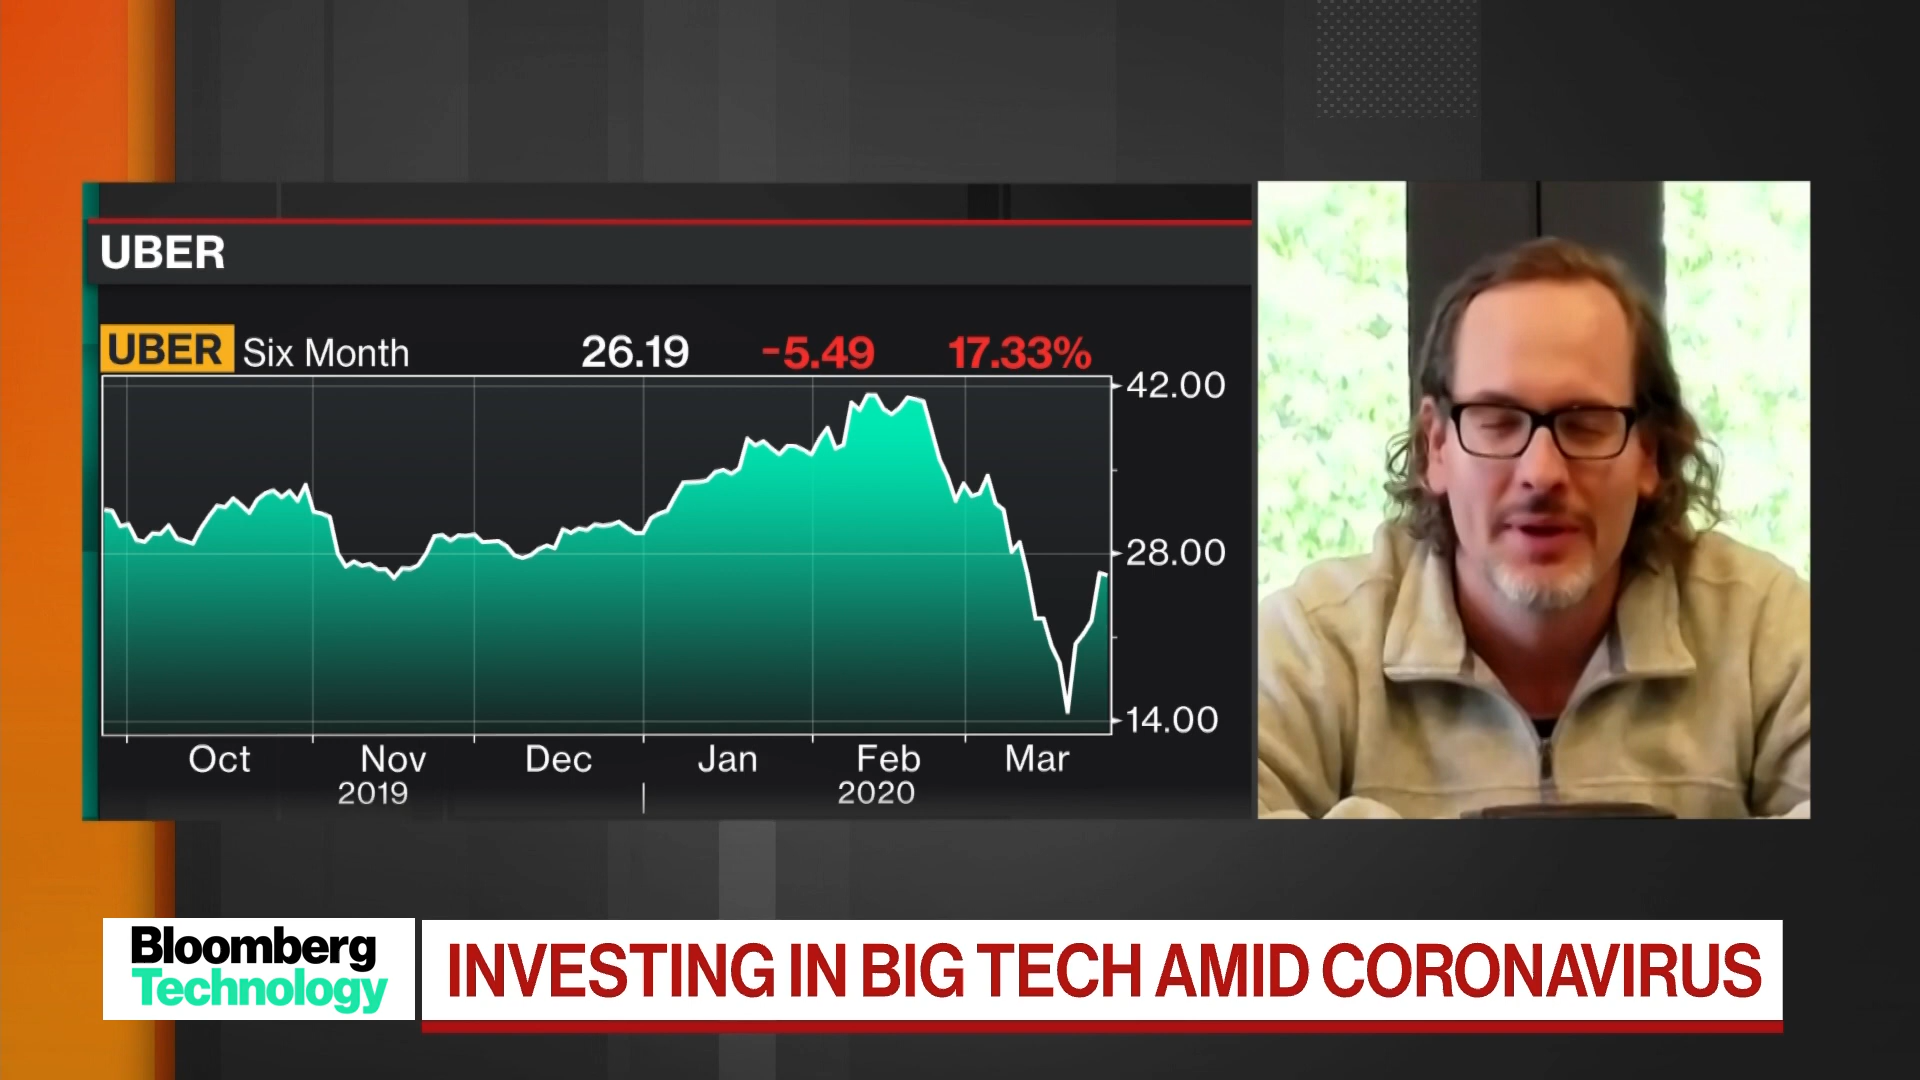 UBER
UBER Six Month 26.19 -5.49 17.33%
42.00
28.00
14.00
Oct Nov Dec Jan Feb Mar
2019 2020
Bloomberg
Technology
INVESTING IN BIG TECH AMID CORONAVIRUS